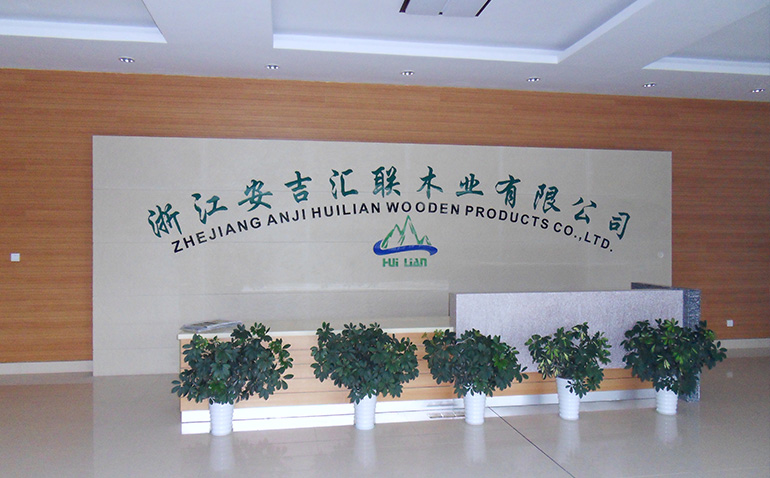 浙江安吉汇联木业有限公司
ZHEJIANG ANJI HUILIAN WOODEN PRODUCTS CO.,LTD.
HUi LiAN